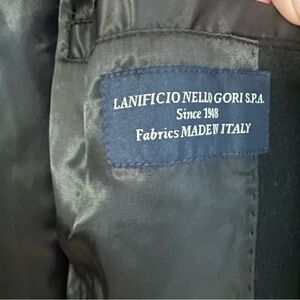 LANIFICIO NELLO GORI S.P.A.
Since 1948
Fabrics MADE IN ITALY